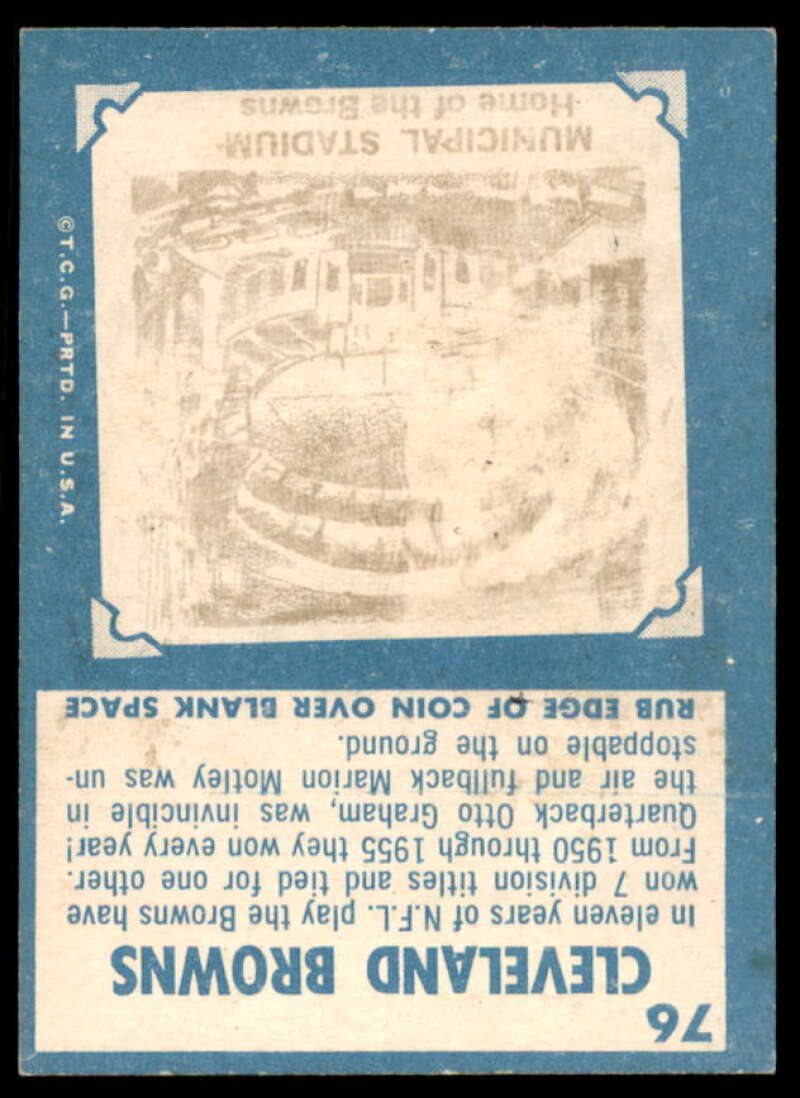 76
CLEVELAND BROWNS
In eleven years of N.F.L. play the Browns have
won 7 division titles and tied for one other.
From 1950 through 1955 they won every year!
Quarterback Otto Graham, was invincible in
the air and fullback Marion Motley was un-
stoppable on the ground.
RUB EDGE OF COIN OVER BLANK SPACE
MUNICIPAL STADIUM
Home of the Browns
©T.C.G.—PRTD. IN U.S.A.